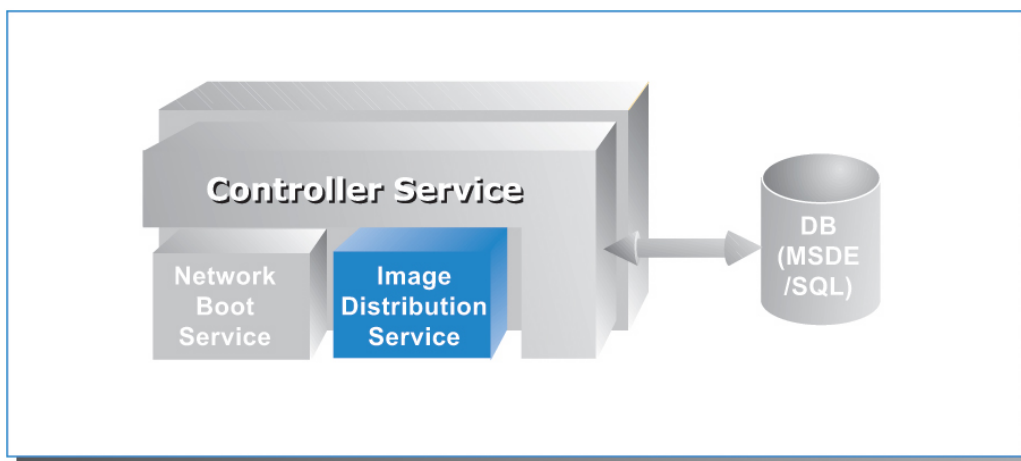 Controller Service
Network
Boot
Service
Image
Distribution
Service
DB
(MSDE
/SQL)